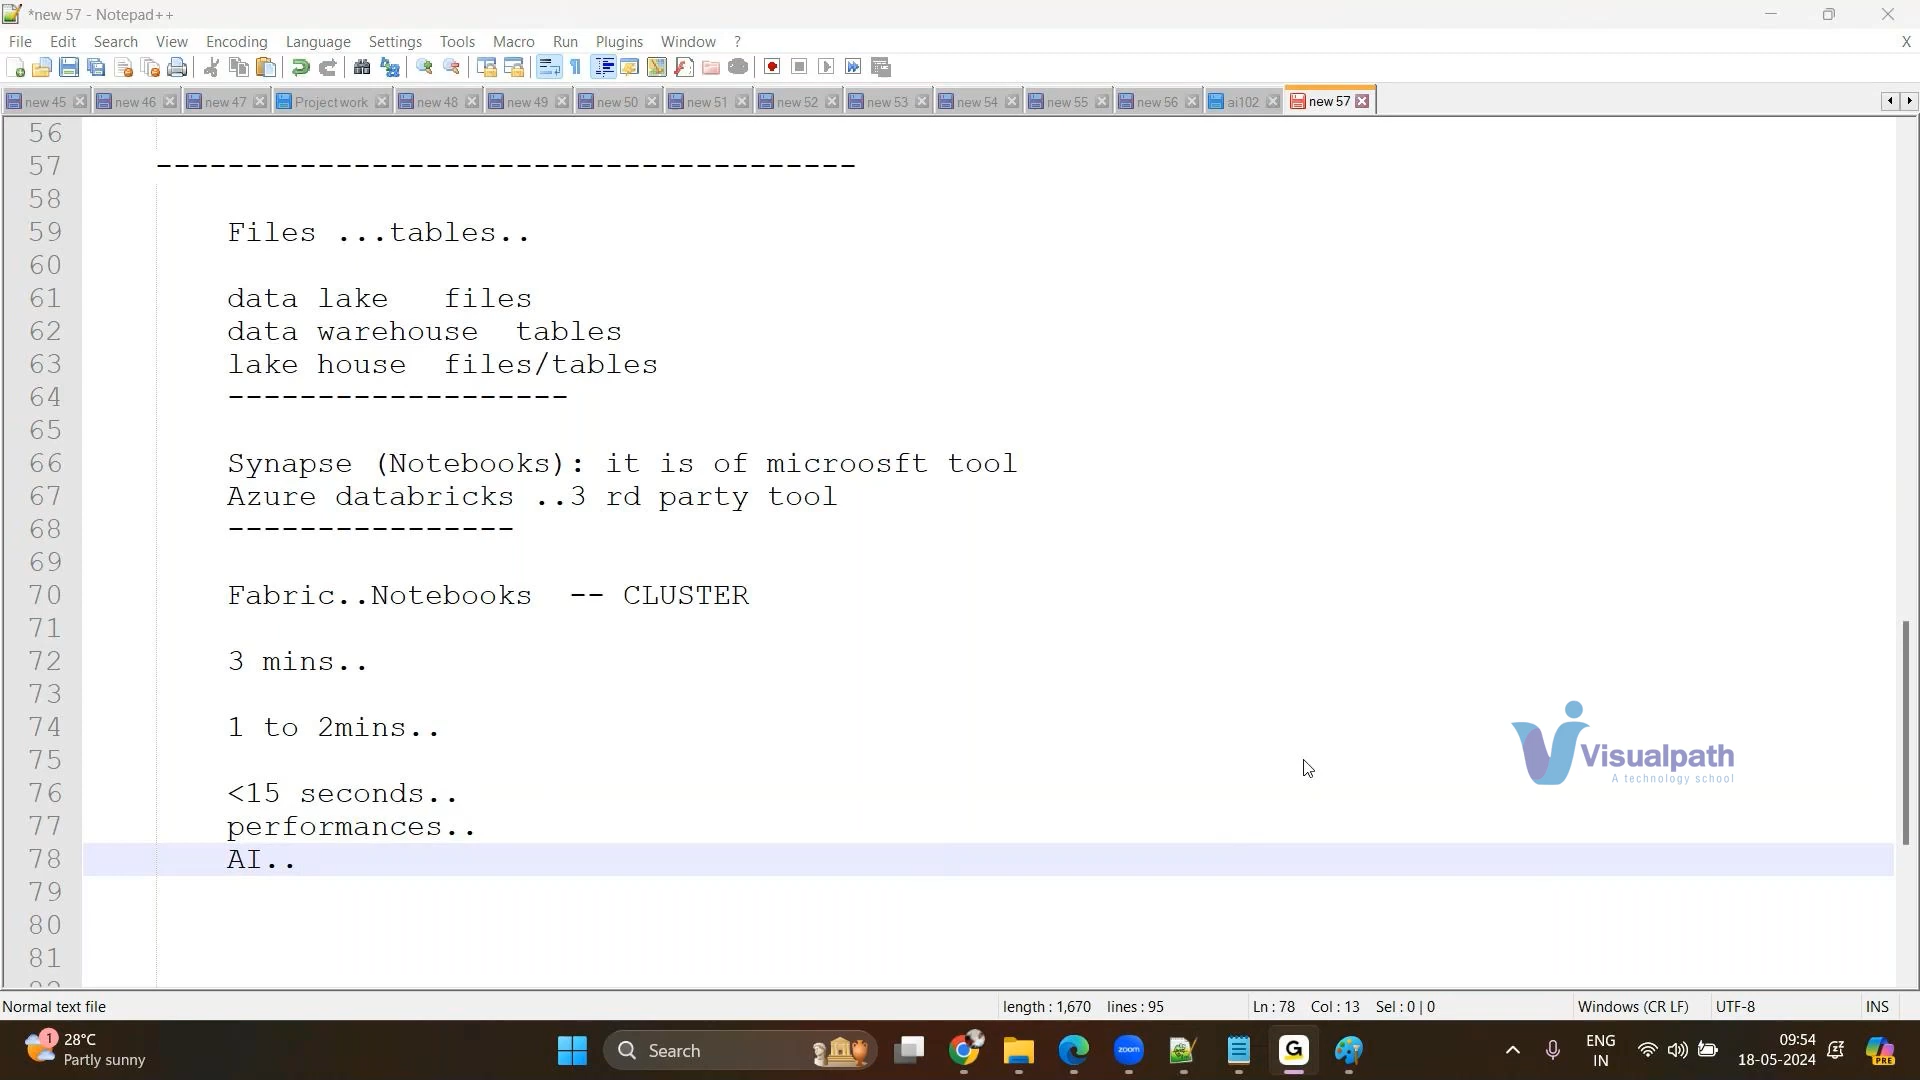 *new 57 - Notepad++
File Edit Search View Encoding Language Settings Tools Macro Run Plugins Window ? X
new 45 new 46 new 47 Project work new 48 new 49 new 50 new 51 new 52 new 53 new 54 new 55 new 56 ai102 new 57
56
57 ---------------------------------------
58
59 Files ...tables..
60
61 data lake files
62 data warehouse tables
63 lake house files/tables
64 -------------------
65
66 Synapse (Notebooks): it is of microosft tool
67 Azure databricks ..3 rd party tool
68 ----------------
69
70 Fabric..Notebooks -- CLUSTER
71
72 3 mins..
73
74 1 to 2mins..
75
76 <15 seconds..
77 performances..
78 AI..
79
80
81
Visualpath
A technology school
Normal text file length : 1,670 lines : 95 Ln : 78 Col : 13 Sel : 0 | 0 Windows (CR LF) UTF-8 INS
1 28°C
Partly sunny
Search
zoom
G
ENG
IN
09:54
18-05-2024
PRE